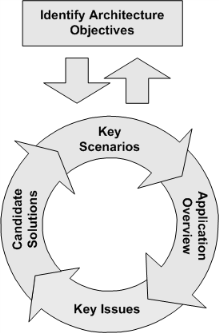 Identify Architecture
Objectives
Key
Scenarios
Application
Overview
Key Issues
Candidate
Solutions